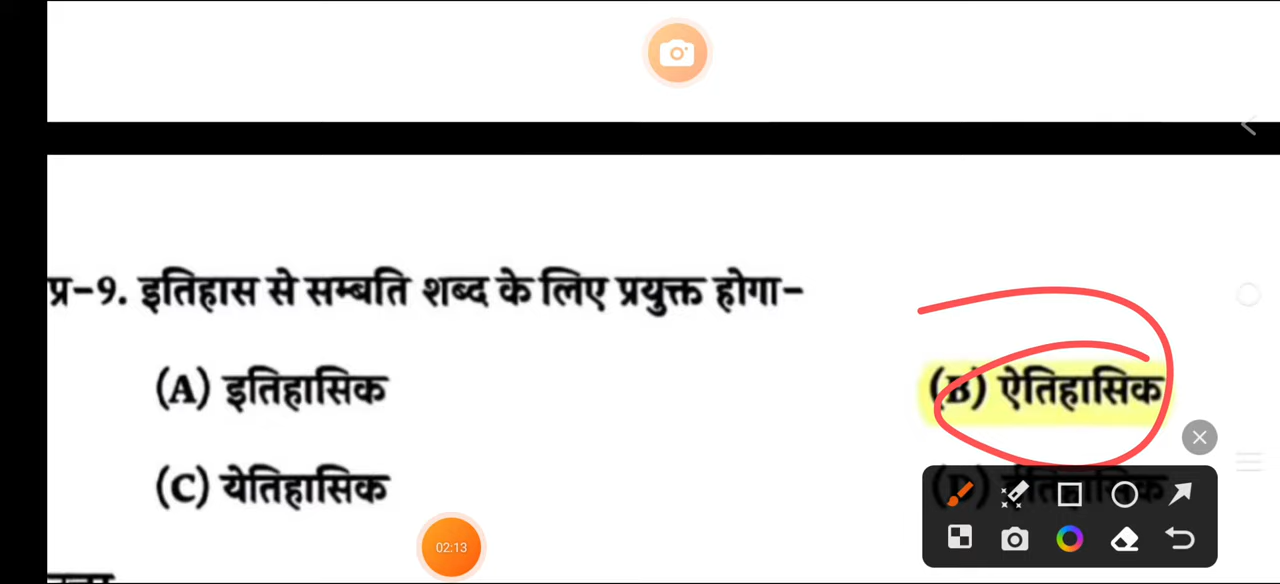 प्र-9. इतिहास से सम्बति शब्द के लिए प्रयुक्त होगा-
(A) इतिहासिक
(B) ऐतिहासिक
(C) येतिहासिक
(D)
02:13